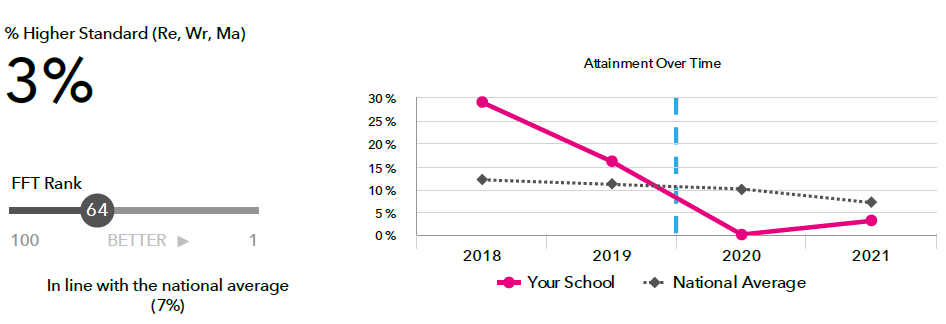 % Higher Standard (Re, Wr, Ma)
3%
FFT Rank
64
100 BETTER ▶ 1
In line with the national average
(7%)
Attainment Over Time
30%
25%
20%
15%
10%
5%
0%
2018 2019 2020 2021
Your School National Average